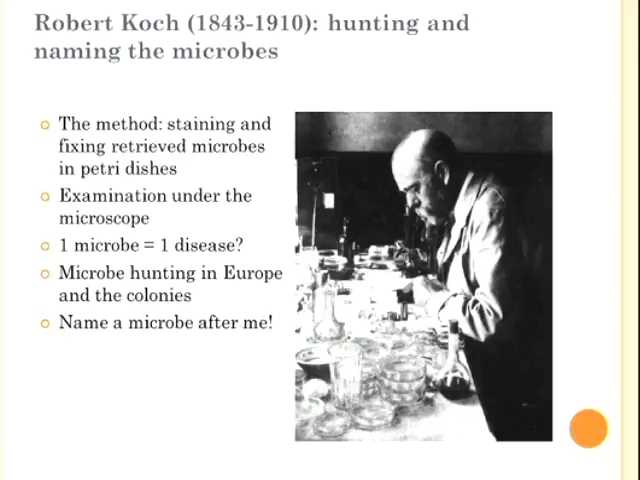 Robert Koch (1843-1910): hunting and
naming the microbes
The method: staining and
fixing retrieved microbes
in petri dishes
Examination under the
microscope
1 microbe = 1 disease?
Microbe hunting in Europe
and the colonies
Name a microbe after me!